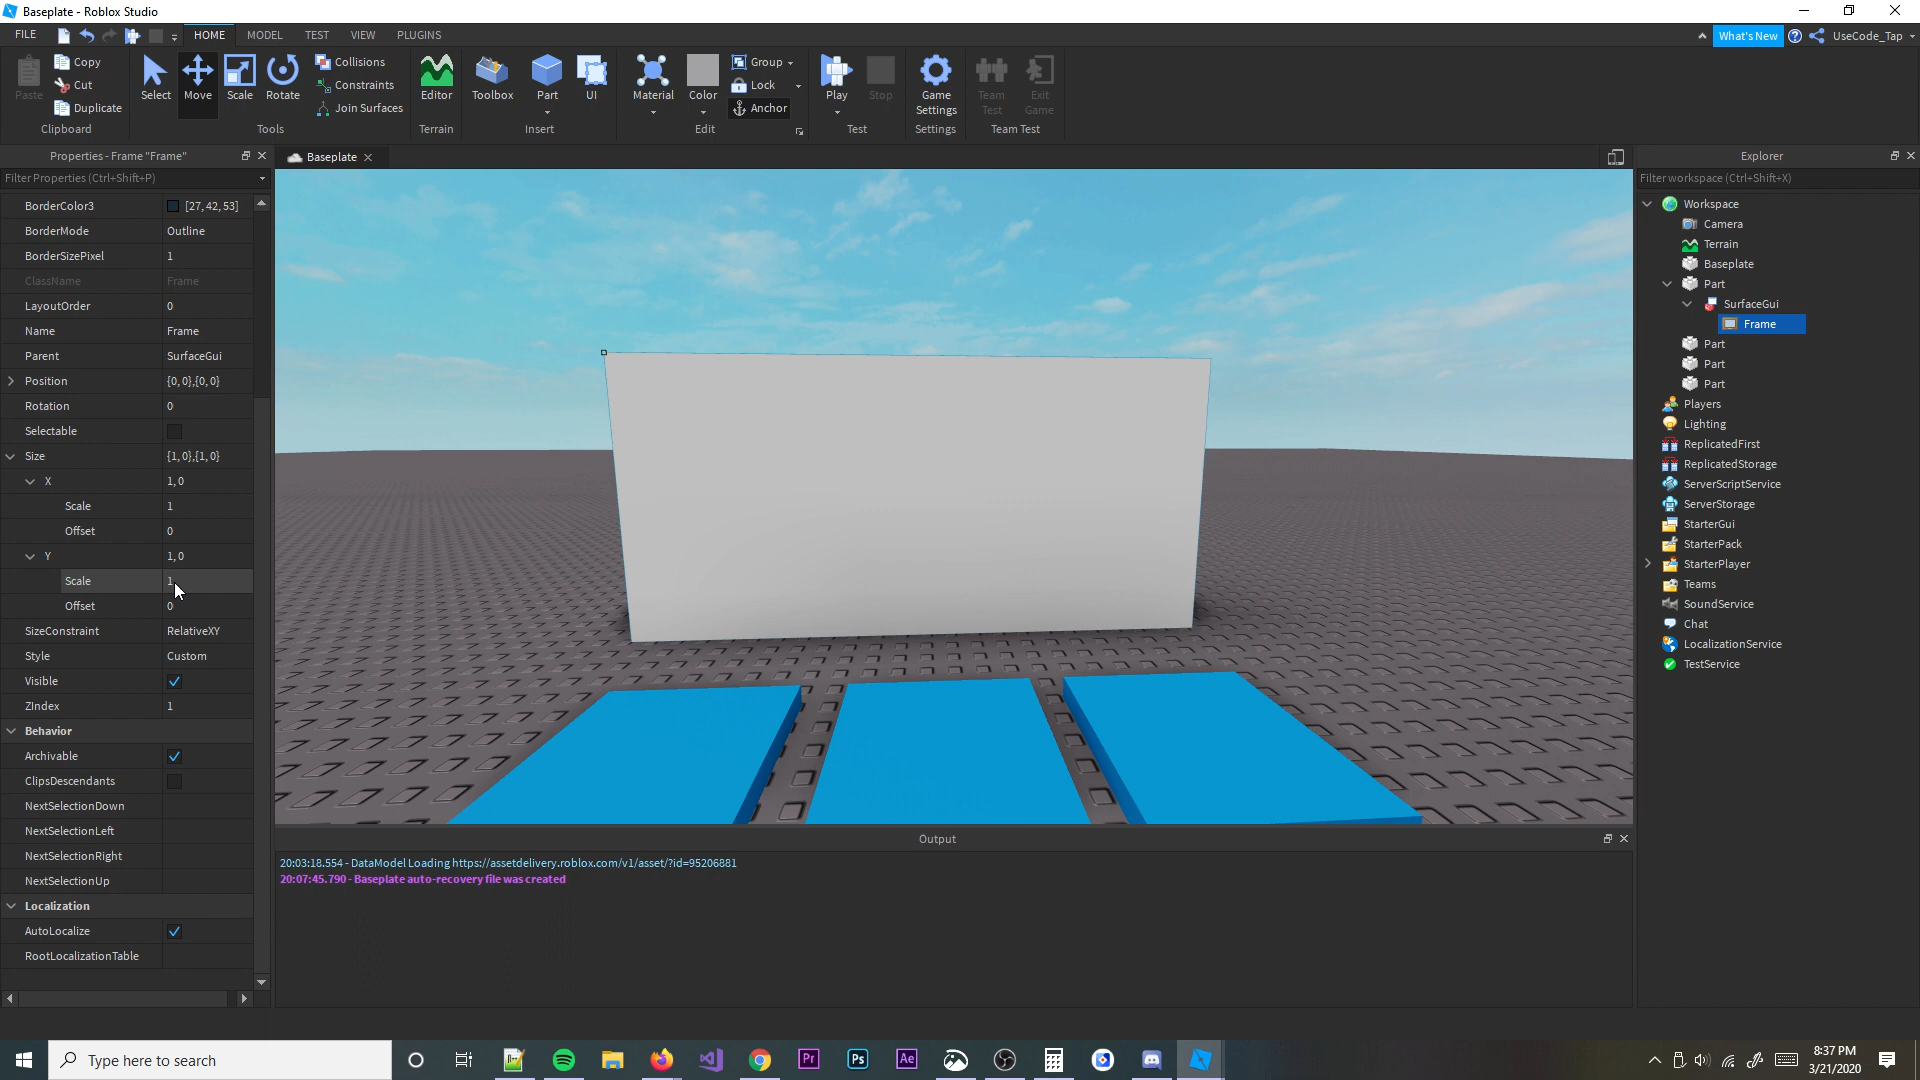 Baseplate - Roblox Studio
FILE
HOME
MODEL
TEST
VIEW
PLUGINS
What's New
UseCode_Tap
Paste
Copy
Cut
Duplicate
Clipboard
Select
Move
Scale
Rotate
Collisions
Constraints
Join Surfaces
Tools
Editor
Terrain
Toolbox
Part
UI
Insert
Material
Color
Group
Lock
Anchor
Edit
Play
Stop
Test
Game Settings
Settings
Team Test
Exit Game
Team Test
Properties - Frame "Frame"
Filter Properties (Ctrl+Shift+P)
BorderColor3 [27, 42, 53]
BorderMode Outline
BorderSizePixel 1
ClassName Frame
LayoutOrder 0
Name Frame
Parent SurfaceGui
Position {0, 0},{0, 0}
Rotation 0
Selectable
Size {1, 0},{1, 0}
X 1, 0
Scale 1
Offset 0
Y 1, 0
Scale 1
Offset 0
SizeConstraint RelativeXY
Style Custom
Visible
ZIndex 1
Behavior
Archivable
ClipsDescendants
NextSelectionDown
NextSelectionLeft
NextSelectionRight
NextSelectionUp
Localization
AutoLocalize
RootLocalizationTable
Baseplate
Output
20:03:18.554 - DataModel Loading https://assetdelivery.roblox.com/v1/asset/?id=95206881
20:07:45.790 - Baseplate auto-recovery file was created
Explorer
Filter workspace (Ctrl+Shift+X)
Workspace
Camera
Terrain
Baseplate
Part
SurfaceGui
Frame
Part
Part
Part
Players
Lighting
ReplicatedFirst
ReplicatedStorage
ServerScriptService
ServerStorage
StarterGui
StarterPack
StarterPlayer
Teams
SoundService
Chat
LocalizationService
TestService
Type here to search
Pr
Ps
Ae
8:37 PM
3/21/2020